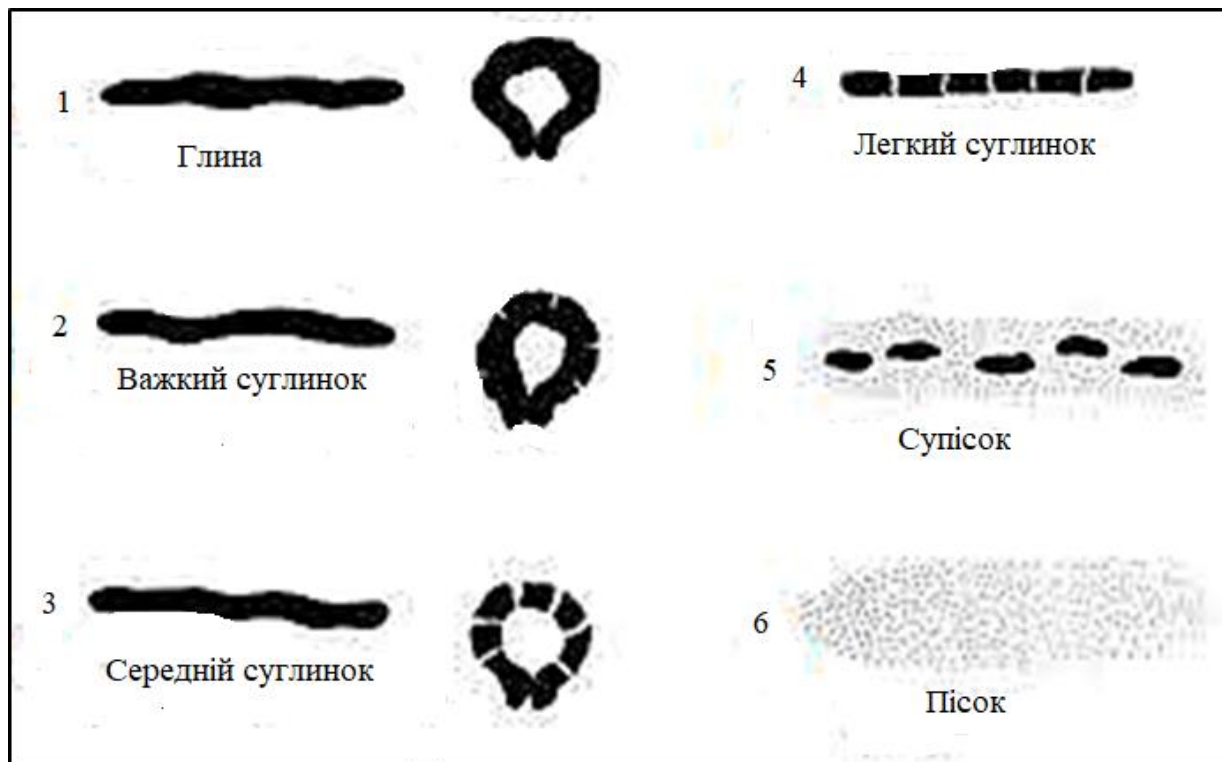 1
Глина
2
Важкий суглинок
3
Середній суглинок
4
Легкий суглинок
5
Супісок
6
Пісок